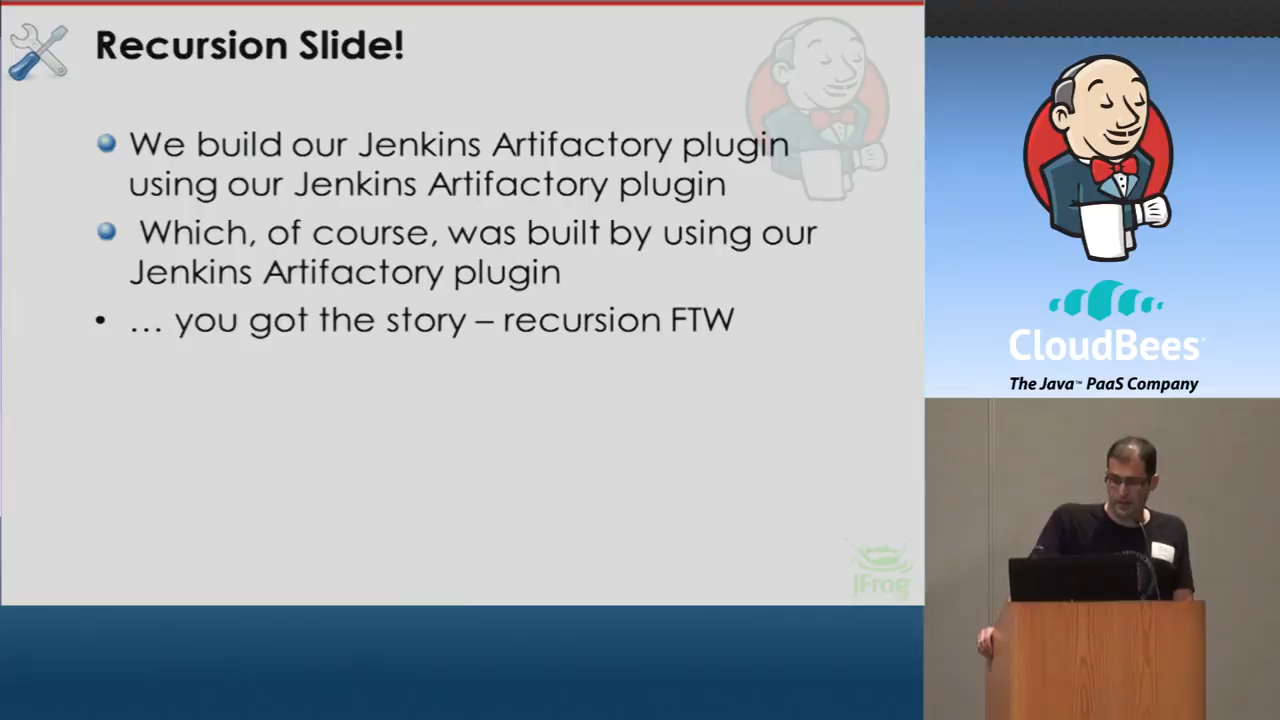 Recursion Slide!
We build our Jenkins Artifactory plugin
using our Jenkins Artifactory plugin
Which, of course, was built by using our
Jenkins Artifactory plugin
… you got the story – recursion FTW
JFrog
CloudBees
The Java™ PaaS Company